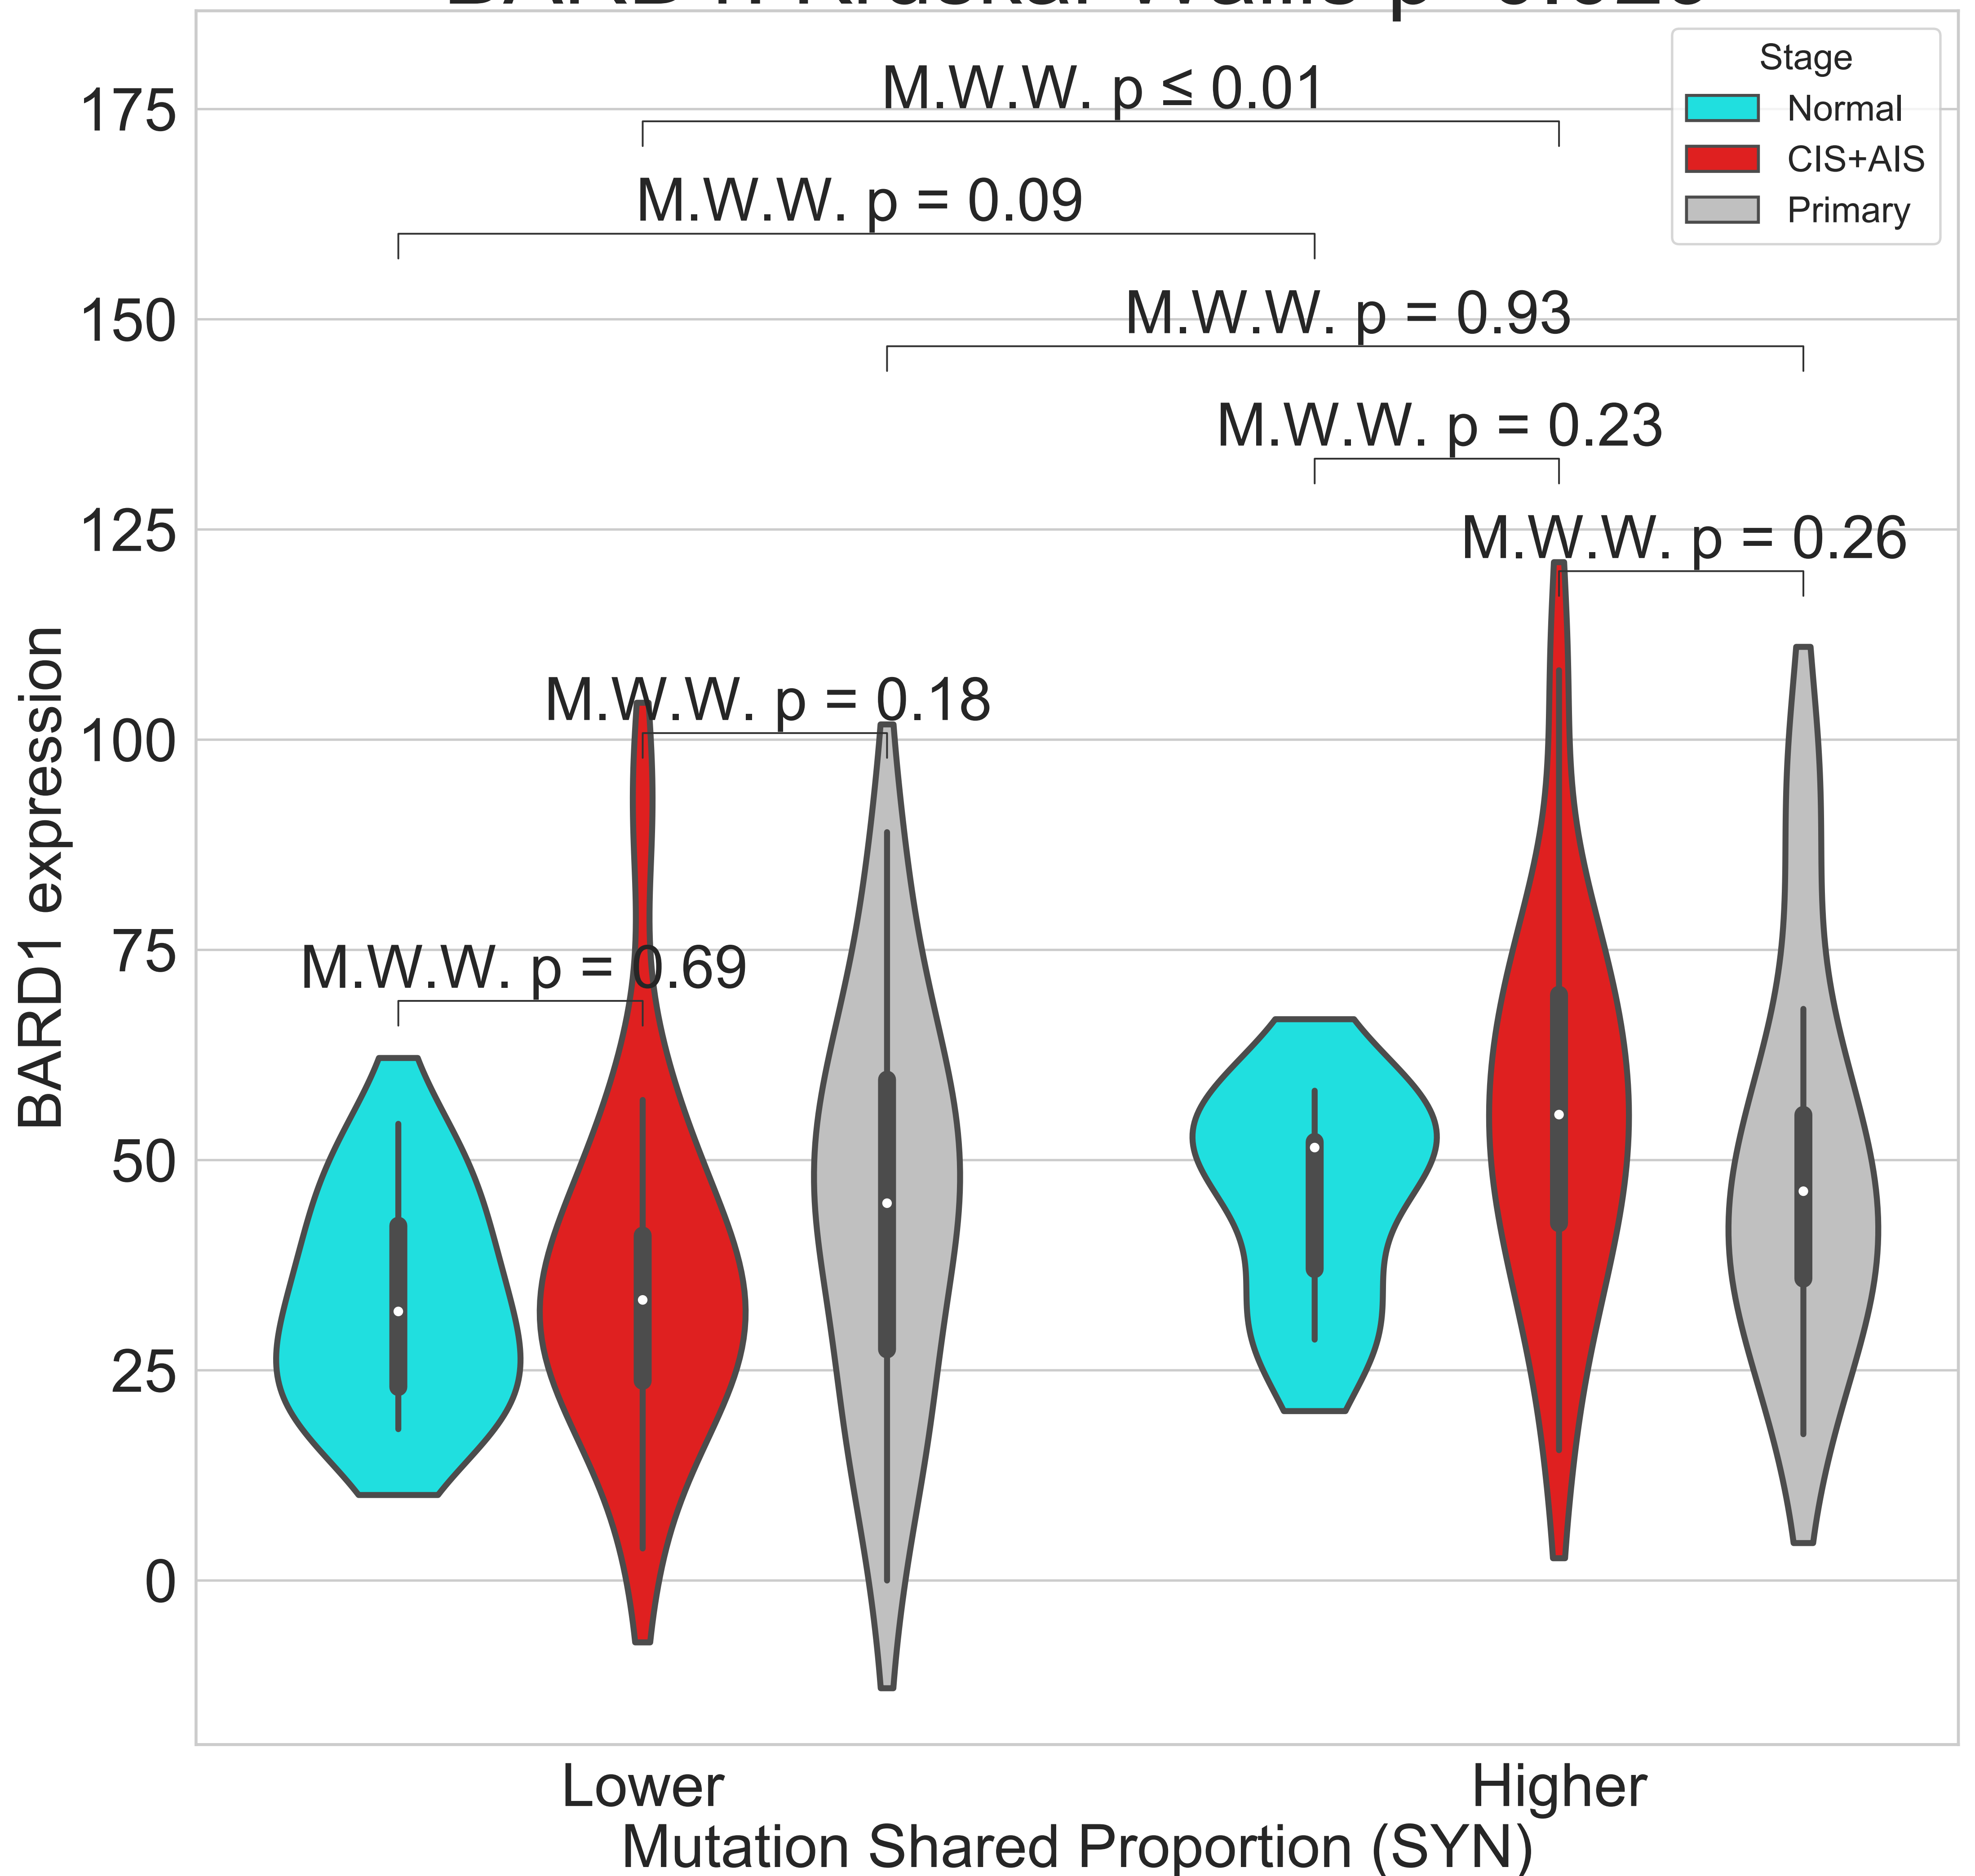 Stage
Normal
CIS+AIS
Primary
M.W.W. p ≤ 0.01
M.W.W. p = 0.09
M.W.W. p = 0.93
M.W.W. p = 0.23
M.W.W. p = 0.26
M.W.W. p = 0.18
M.W.W. p = 0.69
175
150
125
100
75
50
25
0
BARD1 expression
Lower
Higher
Mutation Shared Proportion (SYN)